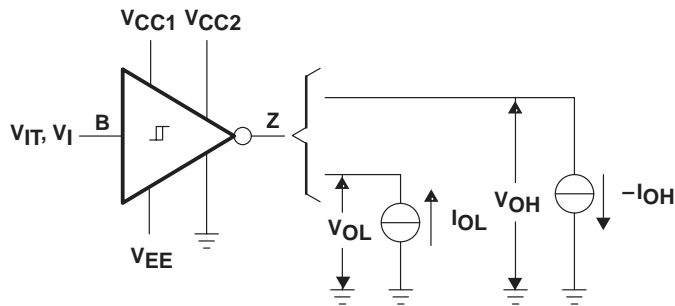 VCC1 VCC2
VIT, VI
B
Z
VEE
VOL
IOL
VOH
–IOH